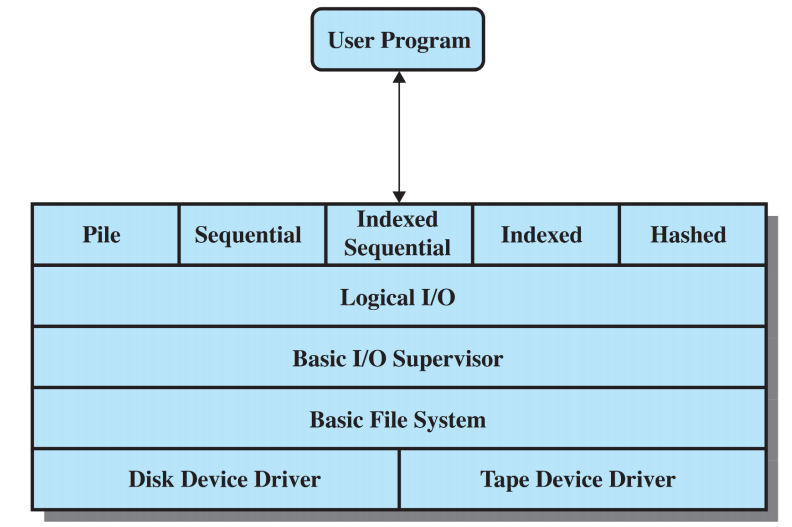 User Program
Pile
Sequential
Indexed
Sequential
Indexed
Hashed
Logical I/O
Basic I/O Supervisor
Basic File System
Disk Device Driver
Tape Device Driver